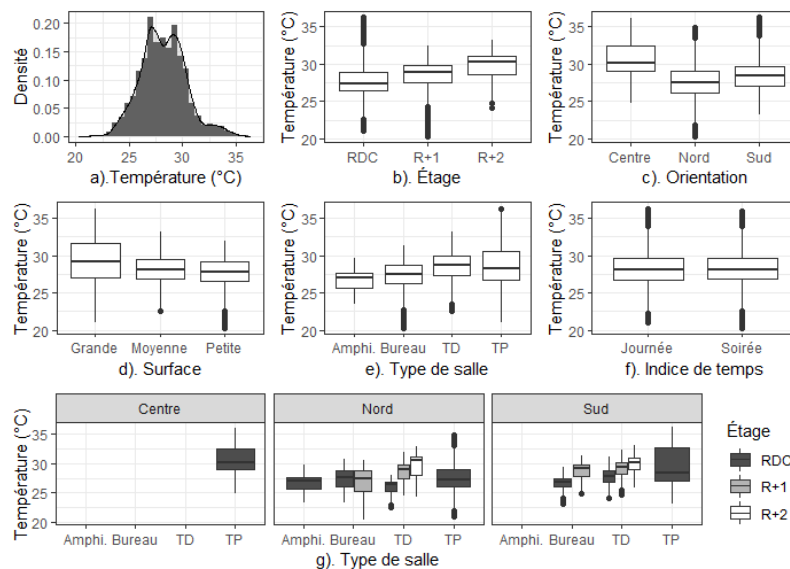 Densité
0.20
0.15
0.10
0.05
0.00
20 25 30 35
a).Température (°C)
Température (°C)
35
30
25
20
RDC R+1 R+2
b). Étage
Température (°C)
35
30
25
20
Centre Nord Sud
c). Orientation
Température (°C)
35
30
25
20
Grande Moyenne Petite
d). Surface
Température (°C)
35
30
25
20
Amphi. Bureau TD TP
e). Type de salle
Température (°C)
35
30
25
20
Journée Soirée
f). Indice de temps
Centre Nord Sud
Température (°C)
35
30
25
20
Amphi. Bureau TD TP Amphi. Bureau TD TP Amphi. Bureau TD TP
g). Type de salle
Étage
RDC
R+1
R+2